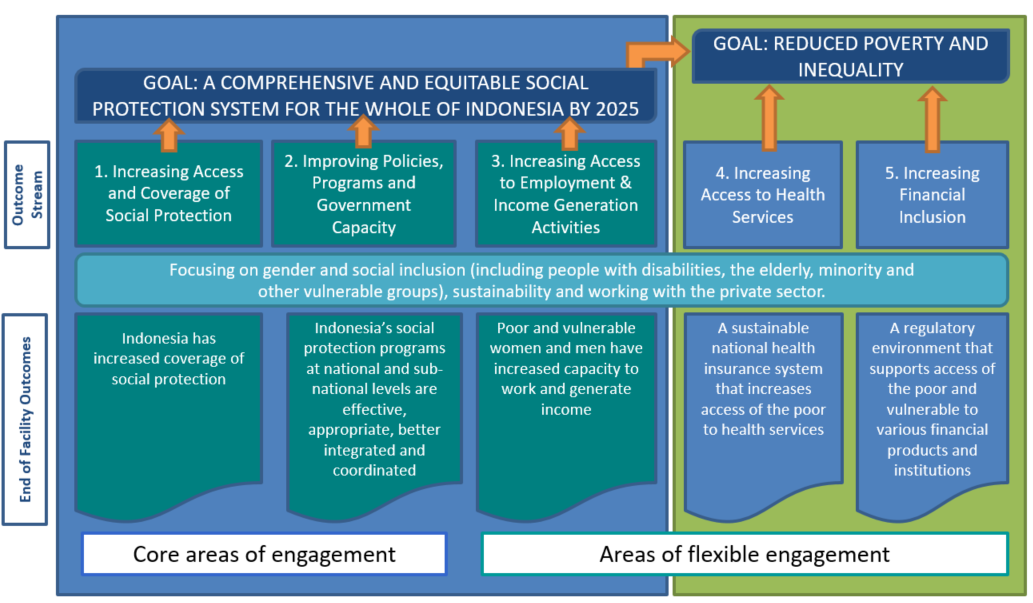 GOAL: REDUCED POVERTY AND
INEQUALITY
GOAL: A COMPREHENSIVE AND EQUITABLE SOCIAL
PROTECTION SYSTEM FOR THE WHOLE OF INDONESIA BY 2025
Outcome
Stream
1. Increasing Access
and Coverage of
Social Protection
2. Improving Policies,
Programs and
Government
Capacity
3. Increasing Access
to Employment &
Income Generation
Activities
4. Increasing
Access to Health
Services
5. Increasing
Financial
Inclusion
Focusing on gender and social inclusion (including people with disabilities, the elderly, minority and
other vulnerable groups), sustainability and working with the private sector.
End of Facility Outcomes
Indonesia has
increased coverage of
social protection
Indonesia's social
protection programs
at national and sub-
national levels are
effective,
appropriate, better
integrated and
coordinated
Poor and vulnerable
women and men have
increased capacity to
work and generate
income
A sustainable
national health
insurance system
that increases
access of the poor
to health services
A regulatory
environment that
supports access of
the poor and
vulnerable to
various financial
products and
institutions
Core areas of engagement
Areas of flexible engagement